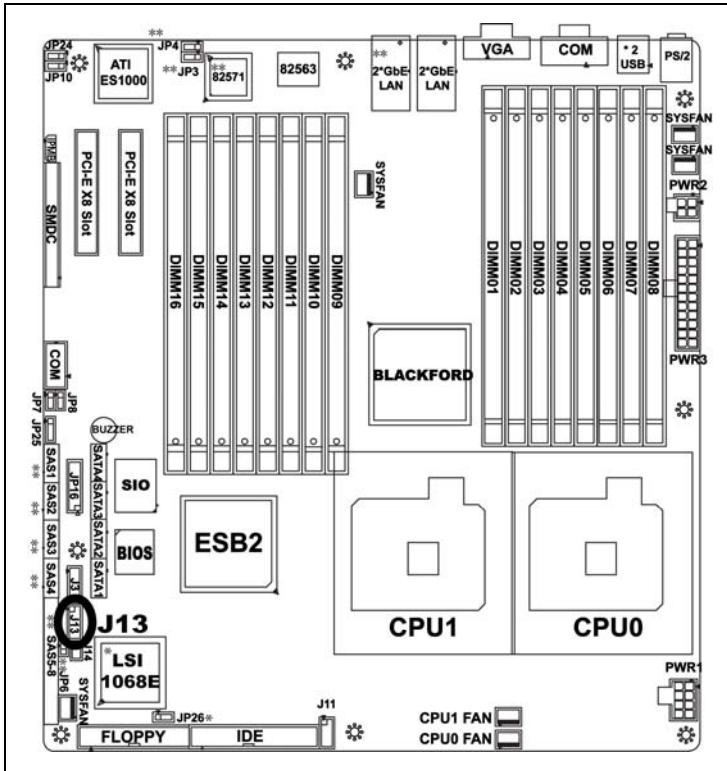 **
JP24
JP10
ATI
ES1000
JP4
JP3
**
**
82571
82563
**
2*GbE
LAN
2*GbE
LAN
VGA
COM
* 2
USB
PS/2
SYSFAN
SYSFAN
PWR2
PWR3
JPMB
SMDC
PCI-E X8 Slot
PCI-E X8 Slot
DIMM16
DIMM15
DIMM14
DIMM13
DIMM12
DIMM11
DIMM10
DIMM09
SYSFAN
DIMM01
DIMM02
DIMM03
DIMM04
DIMM05
DIMM06
DIMM07
DIMM08
BLACKFORD
COM
JP7
JP8
JP25
BUZZER
SAS1
SAS2
SAS3
SAS4
**
**
**
**
JP16
SATA4
SATA3
SATA2
SATA1
SIO
BIOS
ESB2
CPU1
CPU0
J3
J13
J13
**
SAS5-8
J14
**
JP6
SYSFAN
*
LSI
1068E
JP26*
J11
FLOPPY
IDE
CPU1 FAN
CPU0 FAN
PWR1